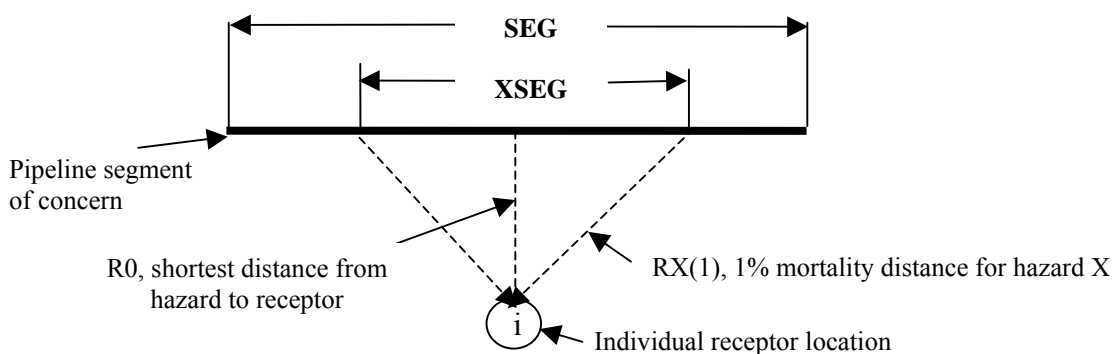 SEG
XSEG
Pipeline segment
of concern
R0, shortest distance from
hazard to receptor
RX(1), 1% mortality distance for hazard X
i
Individual receptor location